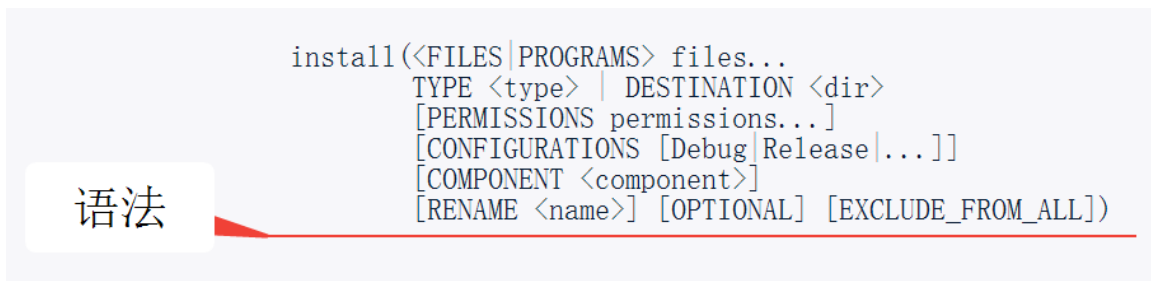 install(<FILES|PROGRAMS> files...
TYPE <type> | DESTINATION <dir>
[PERMISSIONS permissions...]
[CONFIGURATIONS [Debug|Release|...]]
[COMPONENT <component>]
[RENAME <name>] [OPTIONAL] [EXCLUDE_FROM_ALL])
语法